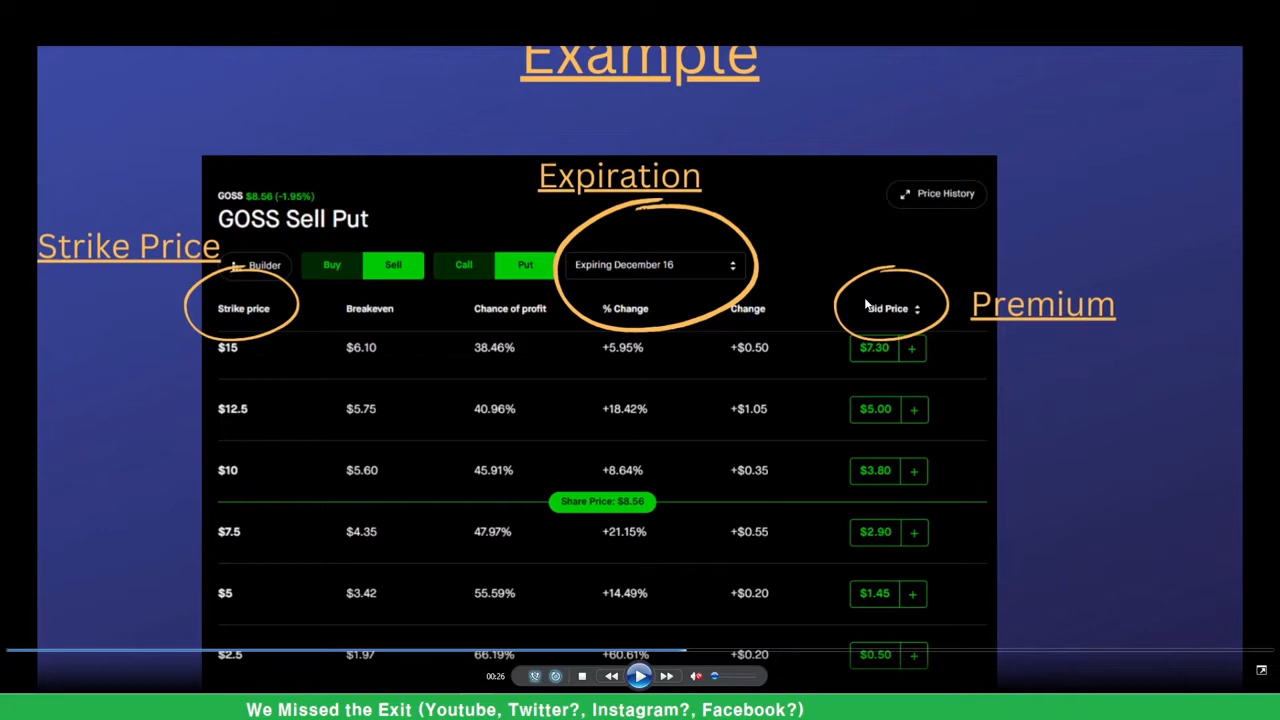 Example
Expiration
GOSS $8.56 (-1.95%)
Price History
GOSS Sell Put
Strike Price
Builder
Buy
Sell
Call
Put
Expiring December 16
Strike price Breakeven Chance of profit % Change Change Bid Price
Premium
$15 $6.10 38.46% +5.95% +$0.50 $7.30 +
$12.5 $5.75 40.96% +18.42% +$1.05 $5.00 +
$10 $5.60 45.91% +8.64% +$0.35 $3.80 +
Share Price: $8.56
$7.5 $4.35 47.97% +21.15% +$0.55 $2.90 +
$5 $3.42 55.59% +14.49% +$0.20 $1.45 +
$2.5 $1.97 66.19% +60.61% +$0.20 $0.50 +
00:26
We Missed the Exit (Youtube, Twitter?, Instagram?, Facebook?)